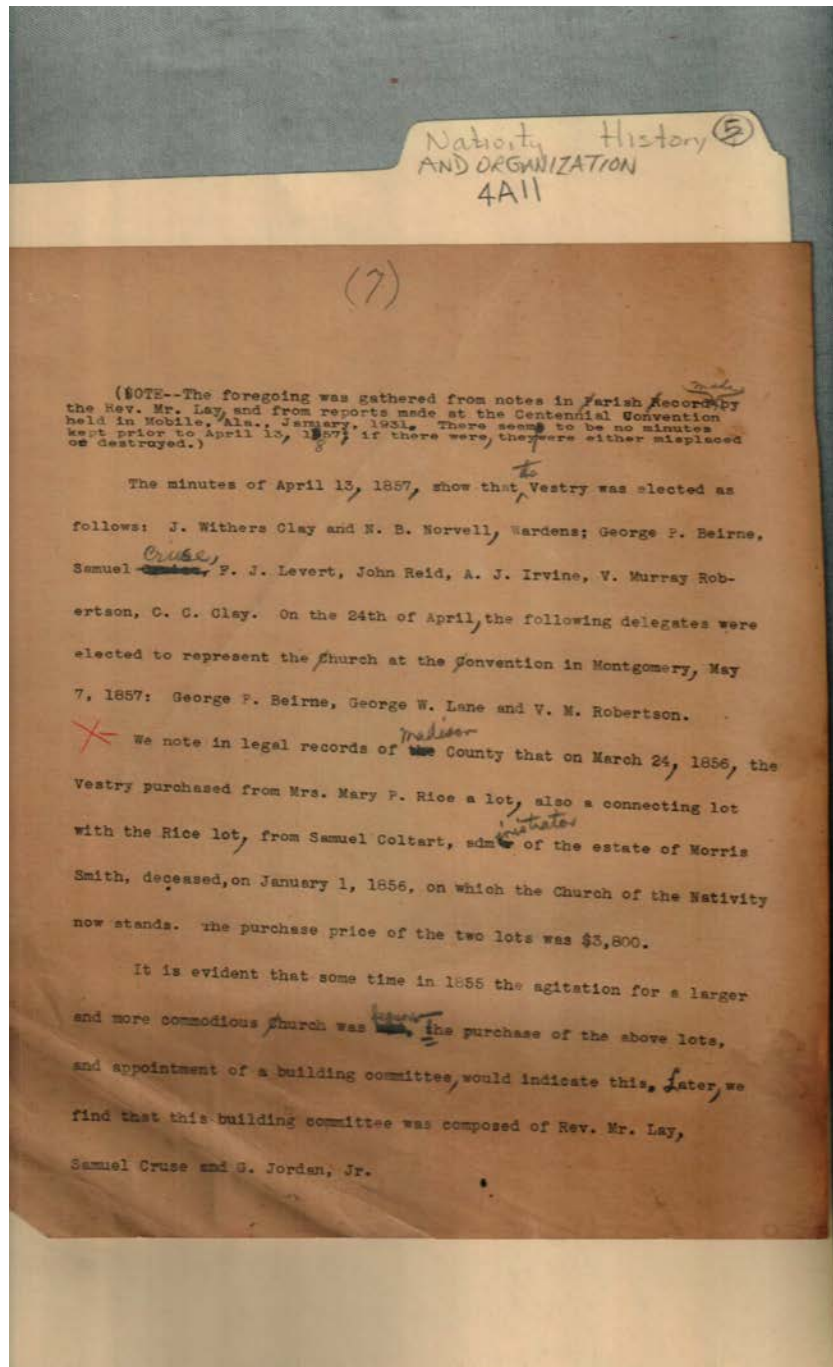 Nativity History 5
AND ORGANIZATION
4A11
(7)
made
(NOTE--The foregoing was gathered from notes in Parish Records by
the Rev. Mr. Lay, and from reports made at the Centennial Convention
held in Mobile, Ala., January, 1931. There seems to be no minutes
kept prior to April 13, 1857; if there were, they were either misplaced
or destroyed.)
the
The minutes of April 13, 1857, show that Vestry was elected as
follows: J. Withers Clay and N. B. Norvell, Wardens; George P. Beirne,
Cruse,
Samuel F. J. Levert, John Reid, A. J. Irvine, V. Murray Rob-
ertson, C. C. Clay. On the 24th of April, the following delegates were
elected to represent the Church at the Convention in Montgomery, May
7, 1857: George P. Beirne, George W. Lane and V. M. Robertson.
Madison
X We note in legal records of the County that on March 24, 1856, the
Vestry purchased from Mrs. Mary P. Rice a lot, also a connecting lot
inistrator
with the Rice lot, from Samuel Coltart, adm of the estate of Morris
Smith, deceased, on January 1, 1856, on which the Church of the Nativity
now stands. The purchase price of the two lots was $3,800.
It is evident that some time in 1855 the agitation for a larger
begun
and more commodious Church was the purchase of the above lots,
and appointment of a building committee, would indicate this. Later, we
find that this building committee was composed of Rev. Mr. Lay,
Samuel Cruse and G. Jordan, Jr.